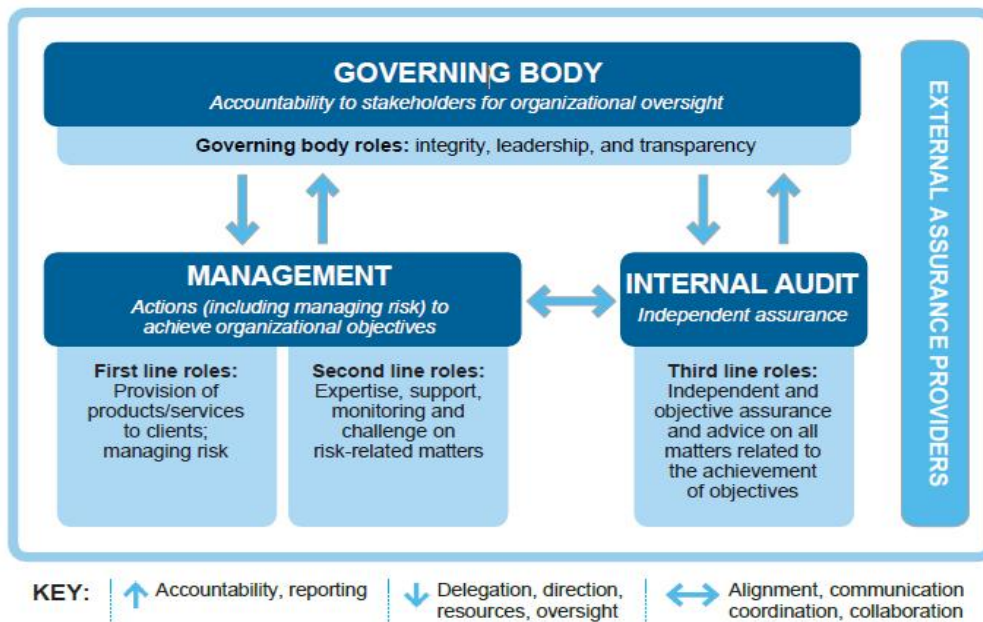 GOVERNING BODY
Accountability to stakeholders for organizational oversight
Governing body roles: integrity, leadership, and transparency
MANAGEMENT
Actions (including managing risk) to
achieve organizational objectives
First line roles:
Provision of
products/services
to clients;
managing risk
Second line roles:
Expertise, support,
monitoring and
challenge on
risk-related matters
INTERNAL AUDIT
Independent assurance
Third line roles:
Independent and
objective assurance
and advice on all
matters related to
the achievement
of objectives
EXTERNAL ASSURANCE PROVIDERS
KEY:
Accountability, reporting
Delegation, direction,
resources, oversight
Alignment, communication
coordination, collaboration